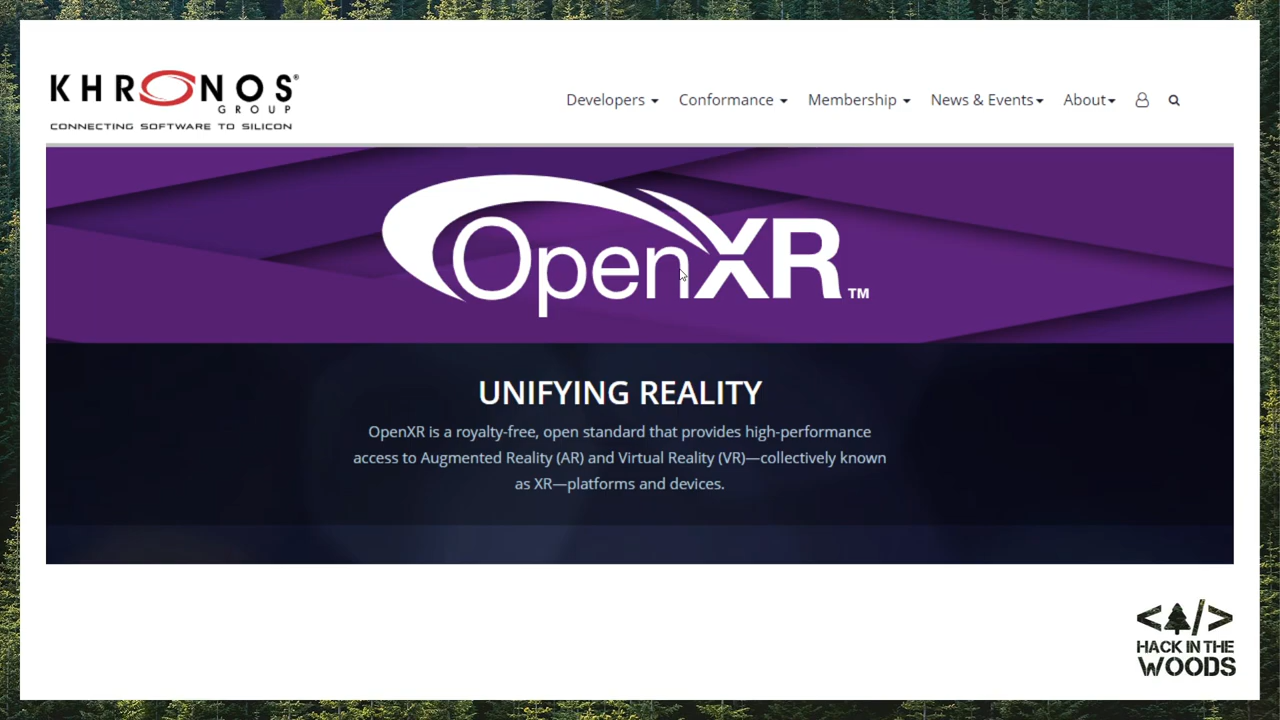 KHRONOS®
GROUP
CONNECTING SOFTWARE TO SILICON
Developers Conformance Membership News & Events About
OpenXR™
UNIFYING REALITY
OpenXR is a royalty-free, open standard that provides high-performance
access to Augmented Reality (AR) and Virtual Reality (VR)—collectively known
as XR—platforms and devices.
</>
HACK IN THE
WOODS